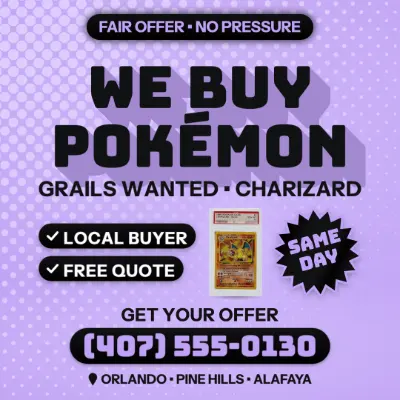 FAIR OFFER ▪ NO PRESSURE
WE BUY
POKÉMON
GRAILS WANTED ▪ CHARIZARD
✓ LOCAL BUYER
✓ FREE QUOTE
SAME
DAY
GET YOUR OFFER
(407) 555-0130
ORLANDO ▪ PINE HILLS ▪ ALAFAYA